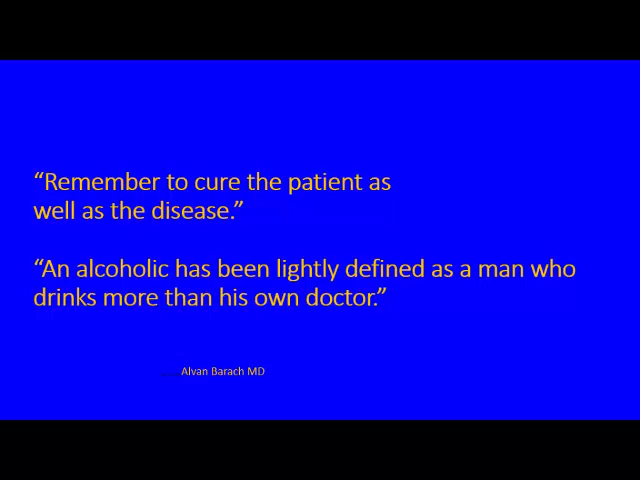 “Remember to cure the patient as
well as the disease.”
“An alcoholic has been lightly defined as a man who
drinks more than his own doctor.”
Alvan Barach MD